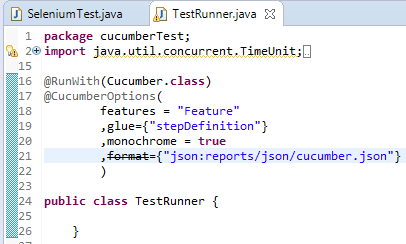 SeleniumTest.java
TestRunner.java
1 package cucumberTest;
2 import java.util.concurrent.TimeUnit;
15
16 @RunWith(Cucumber.class)
17 @CucumberOptions(
18 features = "Feature"
19 ,glue={"stepDefinition"}
20 ,monochrome = true
21 ,format={"json:reports/json/cucumber.json"}
22 )
23
24 public class TestRunner {
25
26 }